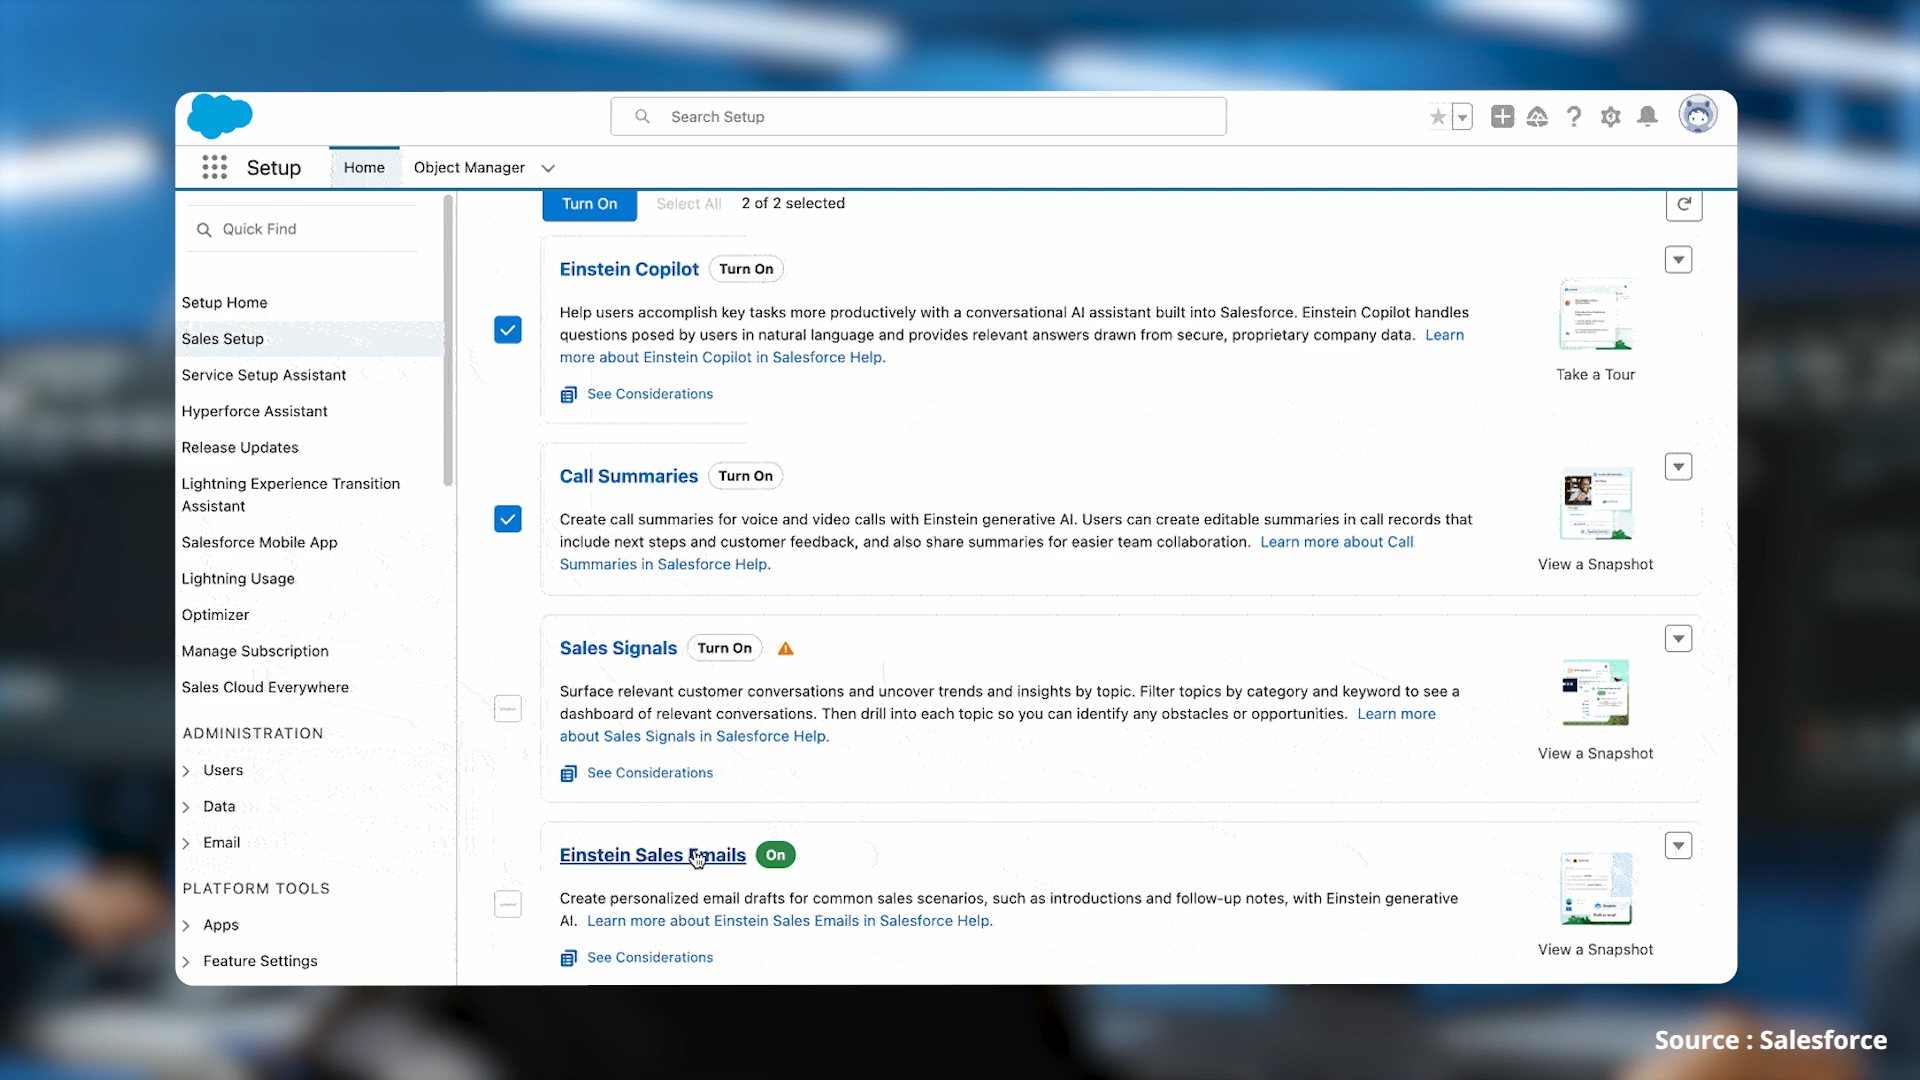 Search Setup
Setup
Home
Object Manager
Turn On
Select All
2 of 2 selected
Quick Find
Setup Home
Sales Setup
Service Setup Assistant
Hyperforce Assistant
Release Updates
Lightning Experience Transition
Assistant
Salesforce Mobile App
Lightning Usage
Optimizer
Manage Subscription
Sales Cloud Everywhere
ADMINISTRATION
Users
Data
Email
PLATFORM TOOLS
Apps
Feature Settings
Einstein Copilot
Turn On
Help users accomplish key tasks more productively with a conversational AI assistant built into Salesforce. Einstein Copilot handles
questions posed by users in natural language and provides relevant answers drawn from secure, proprietary company data. Learn
more about Einstein Copilot in Salesforce Help.
See Considerations
Take a Tour
Call Summaries
Turn On
Create call summaries for voice and video calls with Einstein generative AI. Users can create editable summaries in call records that
include next steps and customer feedback, and also share summaries for easier team collaboration. Learn more about Call
Summaries in Salesforce Help.
View a Snapshot
Sales Signals
Turn On
Surface relevant customer conversations and uncover trends and insights by topic. Filter topics by category and keyword to see a
dashboard of relevant conversations. Then drill into each topic so you can identify any obstacles or opportunities. Learn more
about Sales Signals in Salesforce Help.
See Considerations
View a Snapshot
Einstein Sales Emails
On
Create personalized email drafts for common sales scenarios, such as introductions and follow-up notes, with Einstein generative
AI. Learn more about Einstein Sales Emails in Salesforce Help.
See Considerations
View a Snapshot
Source : Salesforce